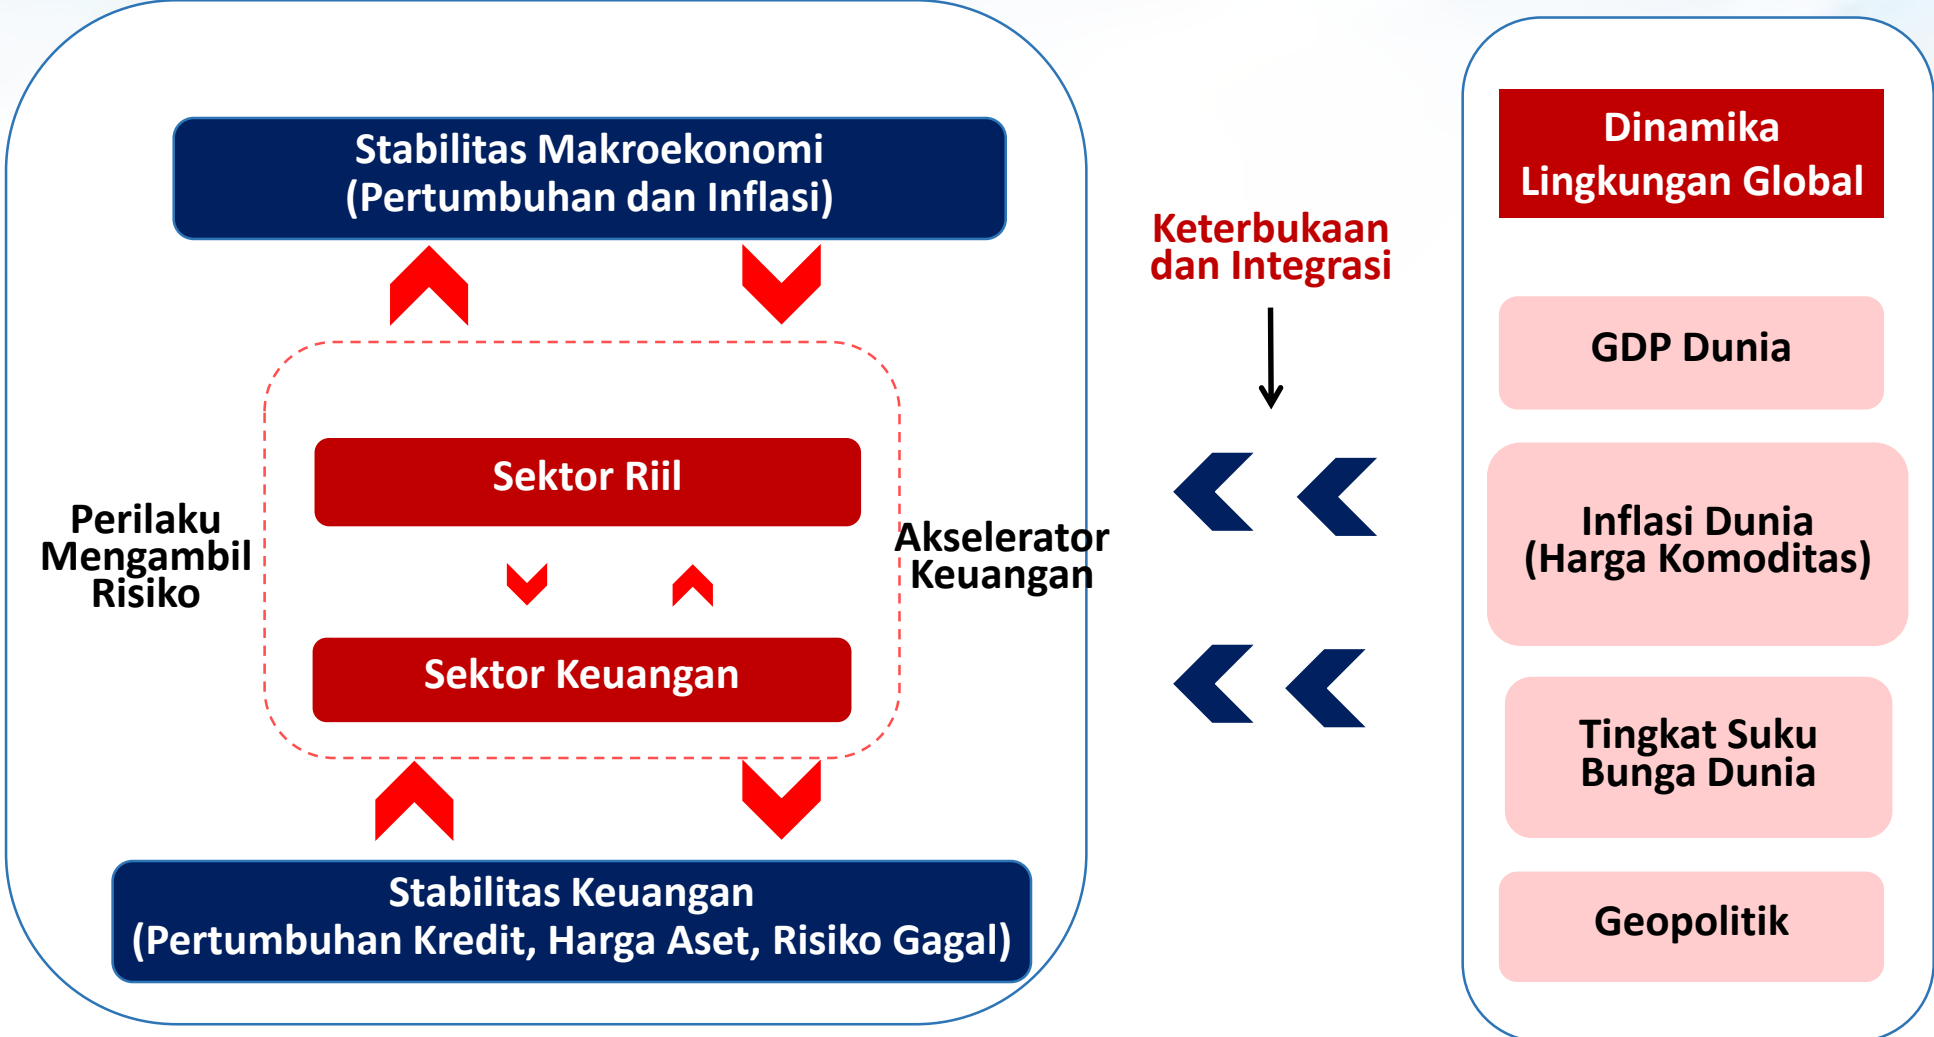 Stabilitas Makroekonomi
(Pertumbuhan dan Inflasi)
Perilaku
Mengambil
Risiko
Sektor Riil
Sektor Keuangan
Akselerator
Keuangan
Stabilitas Keuangan
(Pertumbuhan Kredit, Harga Aset, Risiko Gagal)
Keterbukaan
dan Integrasi
Dinamika
Lingkungan Global
GDP Dunia
Inflasi Dunia
(Harga Komoditas)
Tingkat Suku
Bunga Dunia
Geopolitik